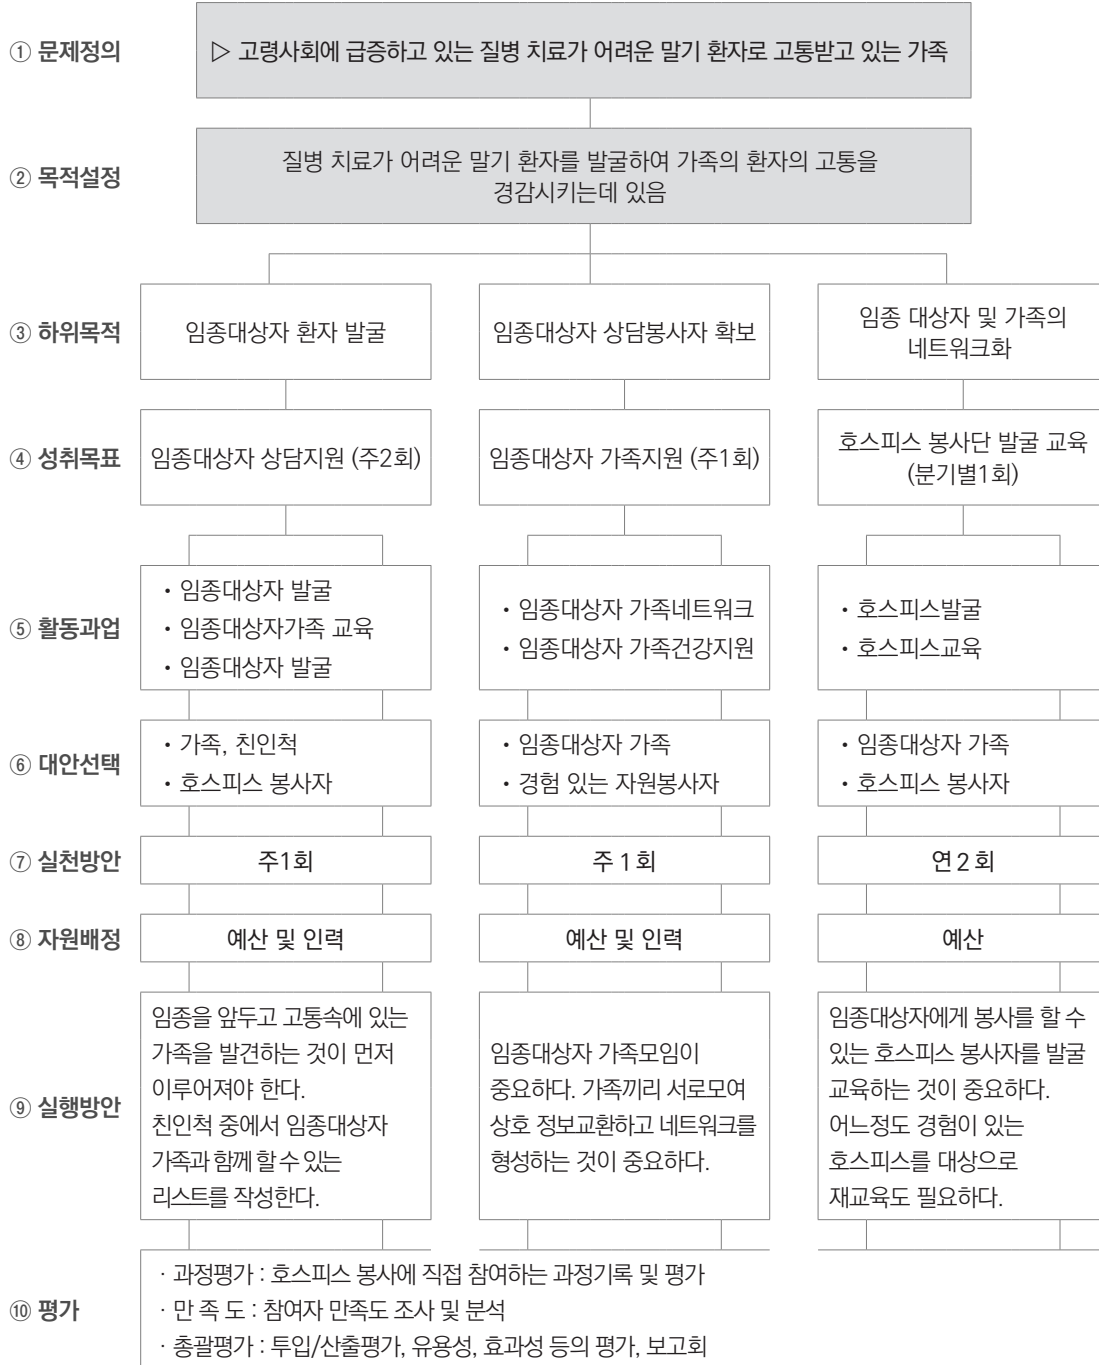 ① 문제정의
▷ 고령사회에 급증하고 있는 질병 치료가 어려운 말기 환자로 고통받고 있는 가족
② 목적설정
질병 치료가 어려운 말기 환자를 발굴하여 가족의 환자의 고통을
경감시키는데 있음
③ 하위목적
임종대상자 환자 발굴
임종대상자 상담봉사자 확보
임종 대상자 및 가족의
네트워크화
④ 성취목표
임종대상자 상담지원 (주2회)
임종대상자 가족지원 (주1회)
호스피스 봉사단 발굴 교육
(분기별1회)
⑤ 활동과업
• 임종대상자 발굴
• 임종대상자가족 교육
• 임종대상자 발굴
• 임종대상자 가족네트워크
• 임종대상자 가족건강지원
• 호스피스발굴
• 호스피스교육
⑥ 대안선택
• 가족, 친인척
• 호스피스 봉사자
• 임종대상자 가족
• 경험 있는 자원봉사자
• 임종대상자 가족
• 호스피스 봉사자
⑦ 실천방안
주1회
주 1 회
연 2 회
⑧ 자원배정
예산 및 인력
예산 및 인력
예산
⑨ 실행방안
임종을 앞두고 고통속에 있는
가족을 발견하는 것이 먼저
이루어져야 한다.
친인척 중에서 임종대상자
가족과 함께 할 수 있는
리스트를 작성한다.
임종대상자 가족모임이
중요하다. 가족끼리 서로모여
상호 정보교환하고 네트워크를
형성하는 것이 중요하다.
임종대상자에게 봉사를 할 수
있는 호스피스 봉사자를 발굴
교육하는 것이 중요하다.
어느정도 경험이 있는
호스피스를 대상으로
재교육도 필요하다.
⑩ 평가
· 과정평가 : 호스피스 봉사에 직접 참여하는 과정기록 및 평가
· 만 족 도 : 참여자 만족도 조사 및 분석
· 총괄평가 : 투입/산출평가, 유용성, 효과성 등의 평가, 보고회